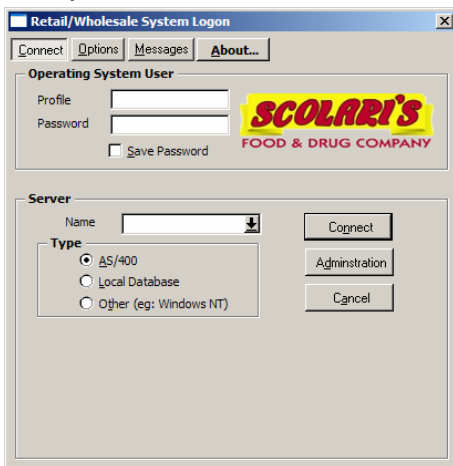 Retail/Wholesale System Logon
Connect Options Messages About...
Operating System User
Profile
Password
Save Password
SCOLARI'S
FOOD & DRUG COMPANY
Server
Name
Connect
Type
AS/400
Adminstration
Local Database
Other (eg: Windows NT)
Cancel